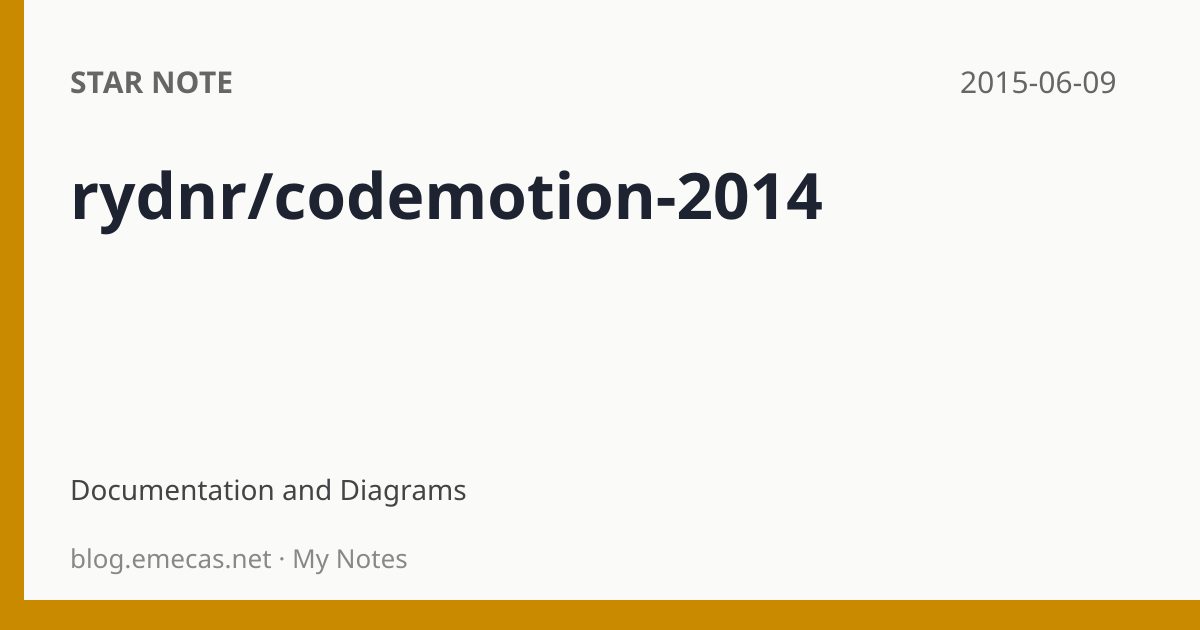 STAR NOTE
2015-06-09
rydnr/codemotion-2014
Documentation and Diagrams
blog.emecas.net · My Notes